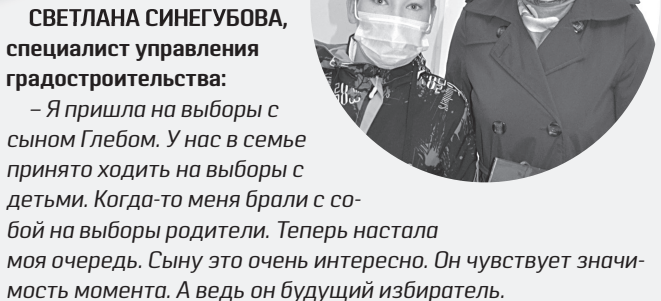 СВЕТЛАНА СИНЕГУБОВА,
специалист управления
градостроительства:
– Я пришла на выборы с
сыном Глебом. У нас в семье
принято ходить на выборы с
детьми. Когда-то меня брали с со-
бой на выборы родители. Теперь настала
моя очередь. Сыну это очень интересно. Он чувствует значи-
мость момента. А ведь он будущий избиратель.